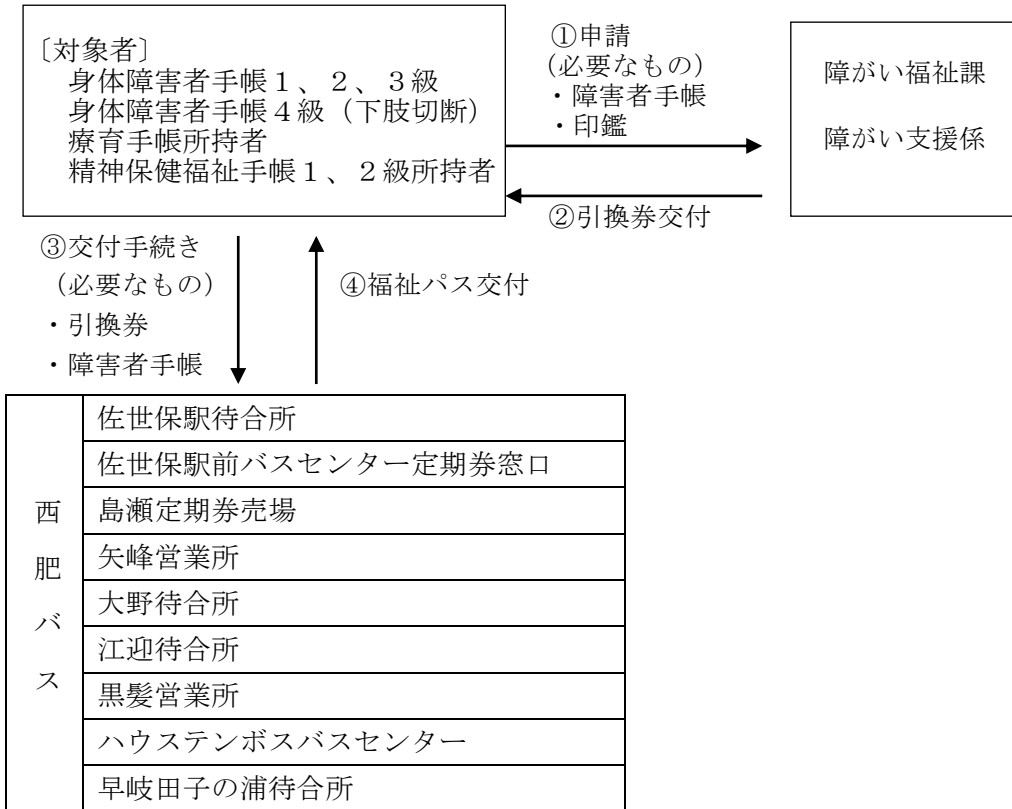 〔対象者〕
身体障害者手帳１、２、３級
身体障害者手帳４級（下肢切断）
療育手帳所持者
精神保健福祉手帳１、２級所持者
①申請
(必要なもの)
・障害者手帳
・印鑑
障がい福祉課
障がい支援係
②引換券交付
③交付手続き
（必要なもの）
・引換券
・障害者手帳
④福祉パス交付
西肥バス
佐世保駅待合所
佐世保駅前バスセンター定期券窓口
島瀬定期券売場
矢峰営業所
大野待合所
江迎待合所
黒髪営業所
ハウステンボスバスセンター
早岐田子の浦待合所